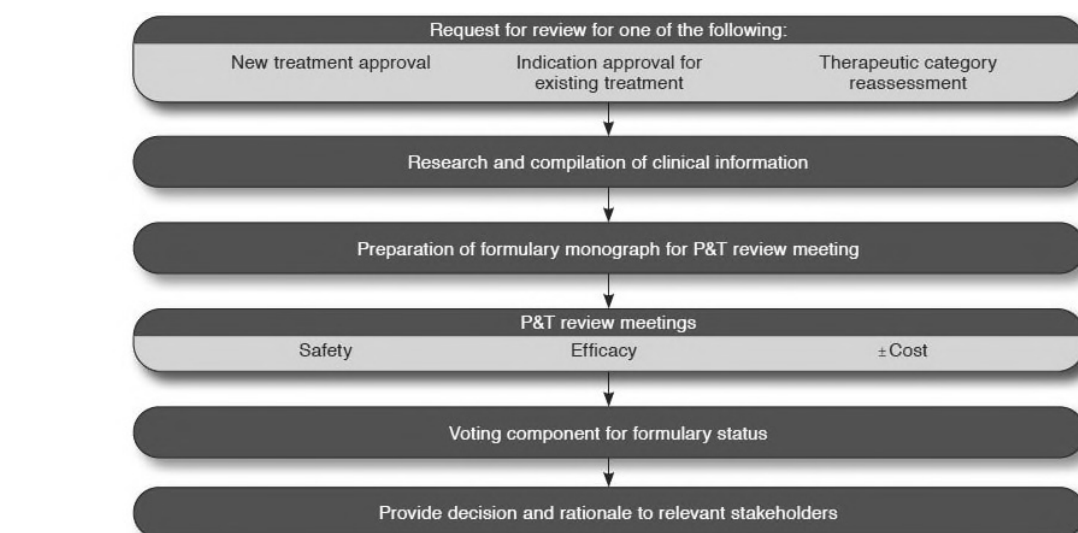 Request for review for one of the following:
New treatment approval
Indication approval for
existing treatment
Therapeutic category
reassessment
Research and compilation of clinical information
Preparation of formulary monograph for P&T review meeting
P&T review meetings
Safety
Efficacy
±Cost
Voting component for formulary status
Provide decision and rationale to relevant stakeholders